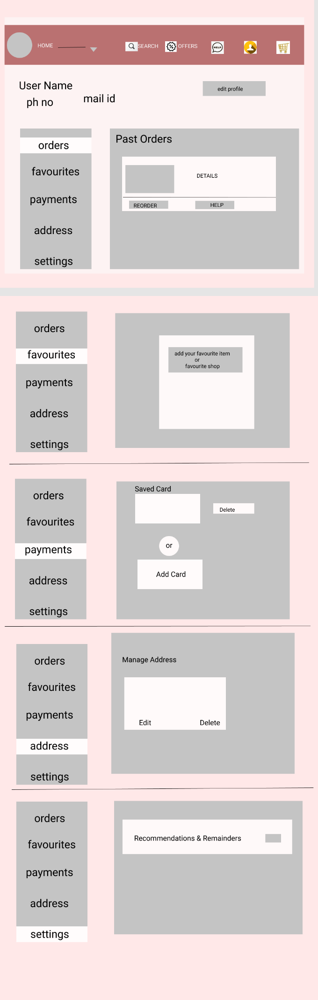 HOME
SEARCH
OFFERS
HELP
User Name
ph no
mail id
edit profile
orders
favourites
payments
address
settings
Past Orders
DETAILS
REORDER
HELP
orders
favourites
payments
address
settings
add your favourite item
or
favourite shop
orders
favourites
payments
address
settings
Saved Card
Delete
or
Add Card
orders
favourites
payments
address
settings
Manage Address
Edit
Delete
orders
favourites
payments
address
settings
Recommendations & Remainders